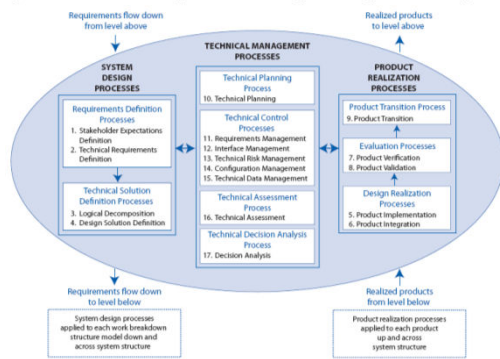 Requirements flow down
from level above
Realized products
to level above
TECHNICAL MANAGEMENT
PROCESSES
SYSTEM
DESIGN
PROCESSES
Requirements Definition
Processes
1. Stakeholder Expectations
Definition
2. Technical Requirements
Definition
Technical Solution
Definition Processes
3. Logical Decomposition
4. Design Solution Definition
Technical Planning
Process
10. Technical Planning
Technical Control
Processes
11. Requirements Management
12. Interface Management
13. Technical Risk Management
14. Configuration Management
15. Technical Data Management
Technical Assessment
Process
16. Technical Assessment
Technical Decision Analysis
Process
17. Decision Analysis
PRODUCT
REALIZATION
PROCESSES
Product Transition Process
9. Product Transition
Evaluation Processes
7. Product Verification
8. Product Validation
Design Realization
Processes
5. Product Implementation
6. Product Integration
Requirements flow down
to level below
Realized products
from level below
System design processes
applied to each work breakdown
structure model down and
across system structure
Product realization processes
applied to each product
up and across
system structure